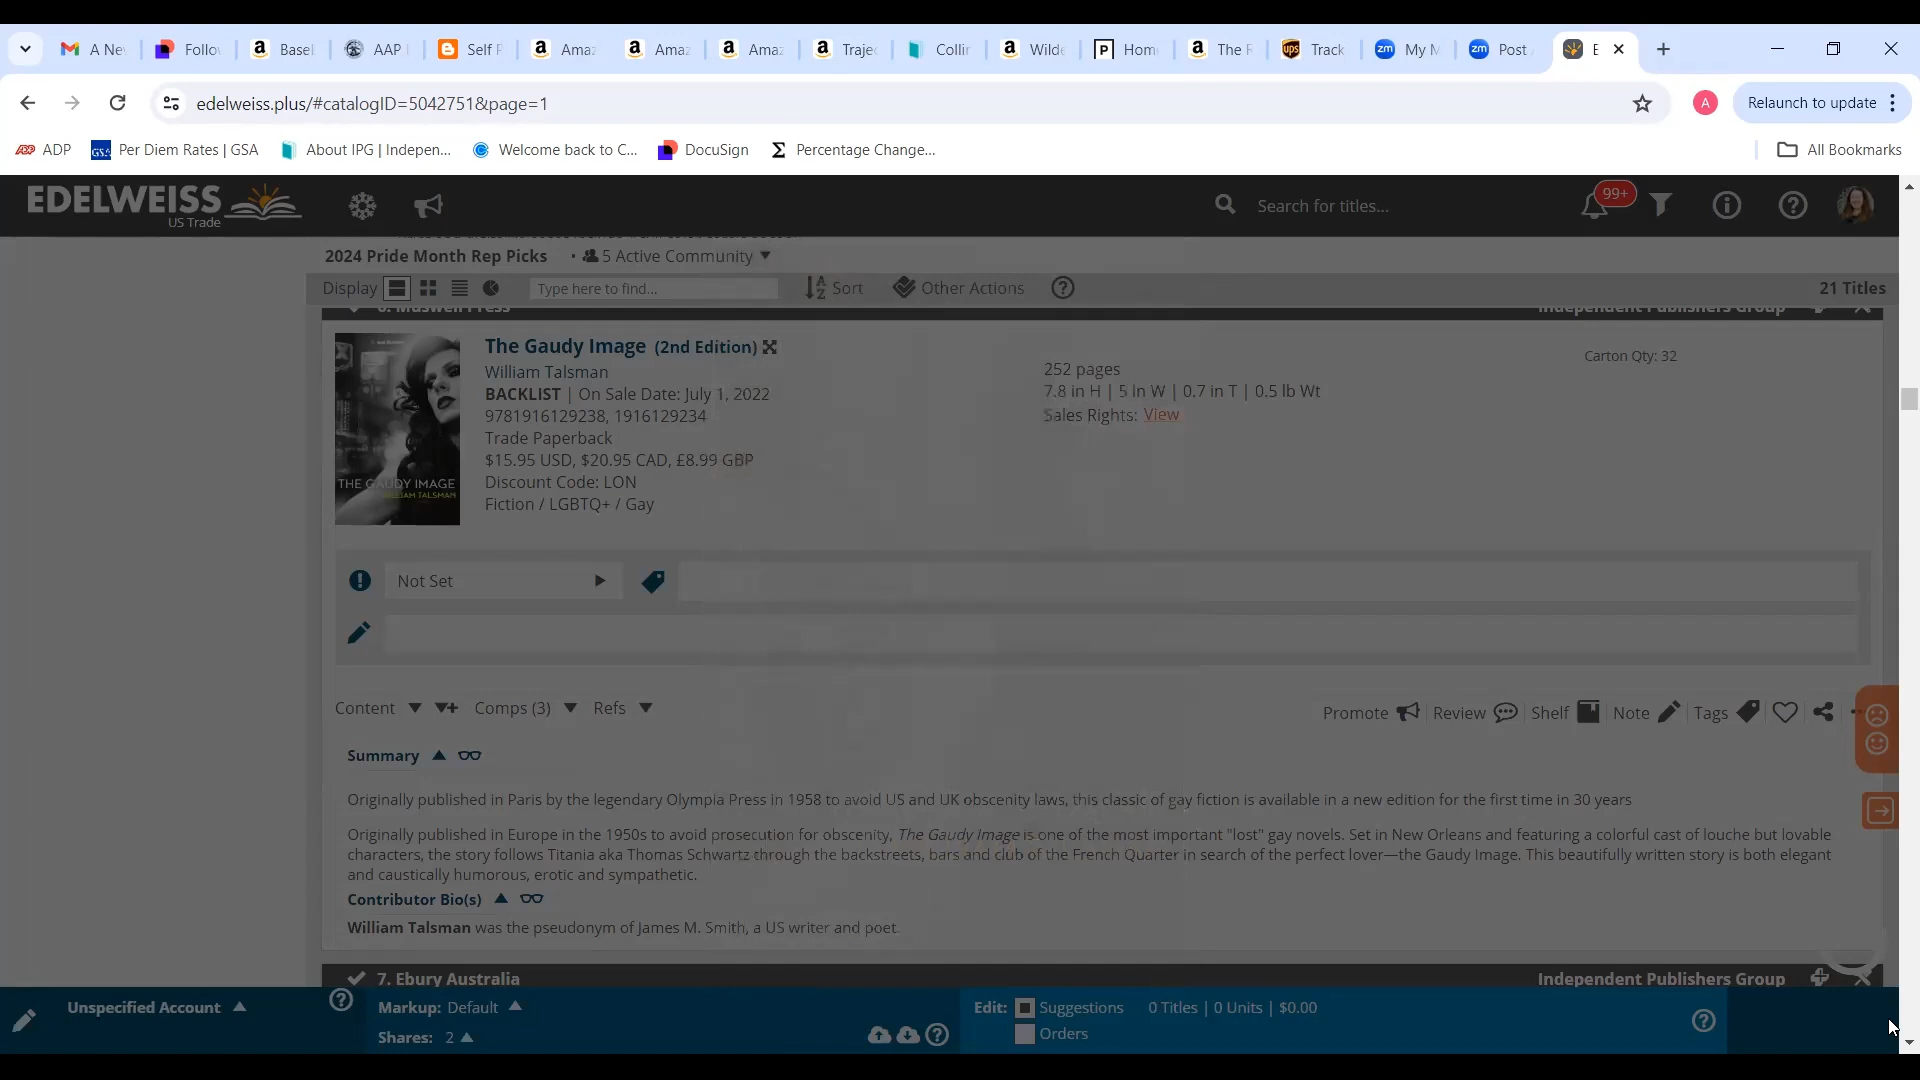 A Ne
Follo
Basel
AAP
Self P
Amaz
Amaz
Amaz
Traje
Collin
Wilde
Hom
The R
Track
My M
Post
E
edelweiss.plus/#catalogID=5042751&page=1
A
Relaunch to update
ADP
Per Diem Rates | GSA
About IPG | Indepen...
Welcome back to C...
DocuSign
Percentage Change...
All Bookmarks
EDELWEISS
US Trade
Search for titles...
99+
2024 Pride Month Rep Picks • 5 Active Community
Display
Type here to find...
Sort
Other Actions
21 Titles
6. Muswell Press
Independent Publishers Group
The Gaudy Image (2nd Edition)
William Talsman
BACKLIST | On Sale Date: July 1, 2022
9781916129238, 1916129234
Trade Paperback
$15.95 USD, $20.95 CAD, £8.99 GBP
Discount Code: LON
Fiction / LGBTQ+ / Gay
THE GAUDY IMAGE
WILLIAM TALSMAN
252 pages
7.8 in H | 5 in W | 0.7 in T | 0.5 lb Wt
Sales Rights: View
Carton Qty: 32
Not Set
Content
Comps (3)
Refs
Promote
Review
Shelf
Note
Tags
Summary
Originally published in Paris by the legendary Olympia Press in 1958 to avoid US and UK obscenity laws, this classic of gay fiction is available in a new edition for the first time in 30 years
Originally published in Europe in the 1950s to avoid prosecution for obscenity, The Gaudy Image is one of the most important "lost" gay novels. Set in New Orleans and featuring a colorful cast of louche but lovable
characters, the story follows Titania aka Thomas Schwartz through the backstreets, bars and club of the French Quarter in search of the perfect lover—the Gaudy Image. This beautifully written story is both elegant
and caustically humorous, erotic and sympathetic.
Contributor Bio(s)
William Talsman was the pseudonym of James M. Smith, a US writer and poet.
7. Ebury Australia
Independent Publishers Group
Unspecified Account
Markup: Default
Shares: 2
Edit:
Suggestions
0 Titles | 0 Units | $0.00
Orders